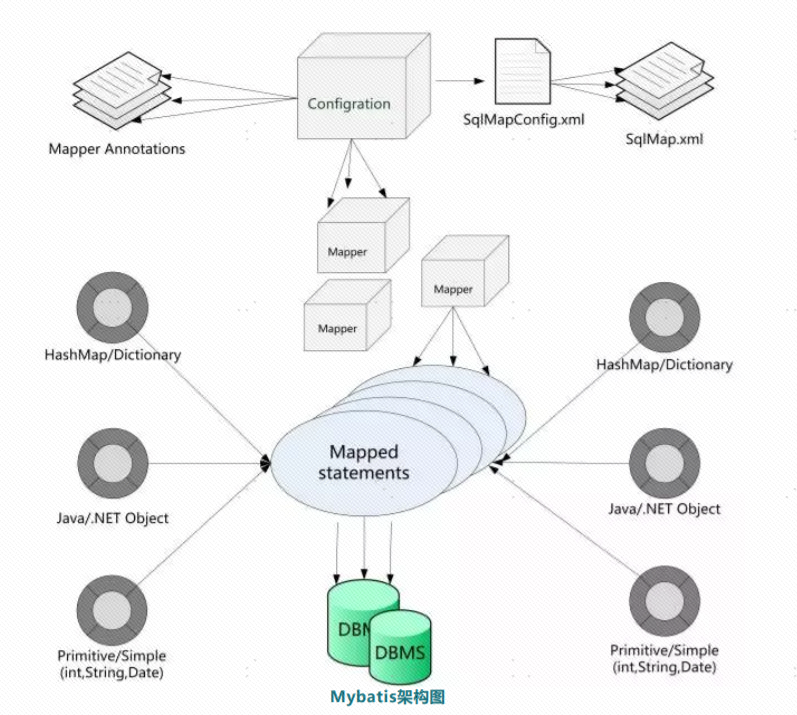 Configration
SqlMapConfig.xml
Mapper Annotations
SqlMap.xml
Mapper
Mapper
Mapper
HashMap/Dictionary
HashMap/Dictionary
Mapped
statements
Java/.NET Object
Java/.NET Object
DBM
DBMS
Primitive/Simple
(int,String,Date)
Primitive/Simple
(int,String,Date)
Mybatis架构图